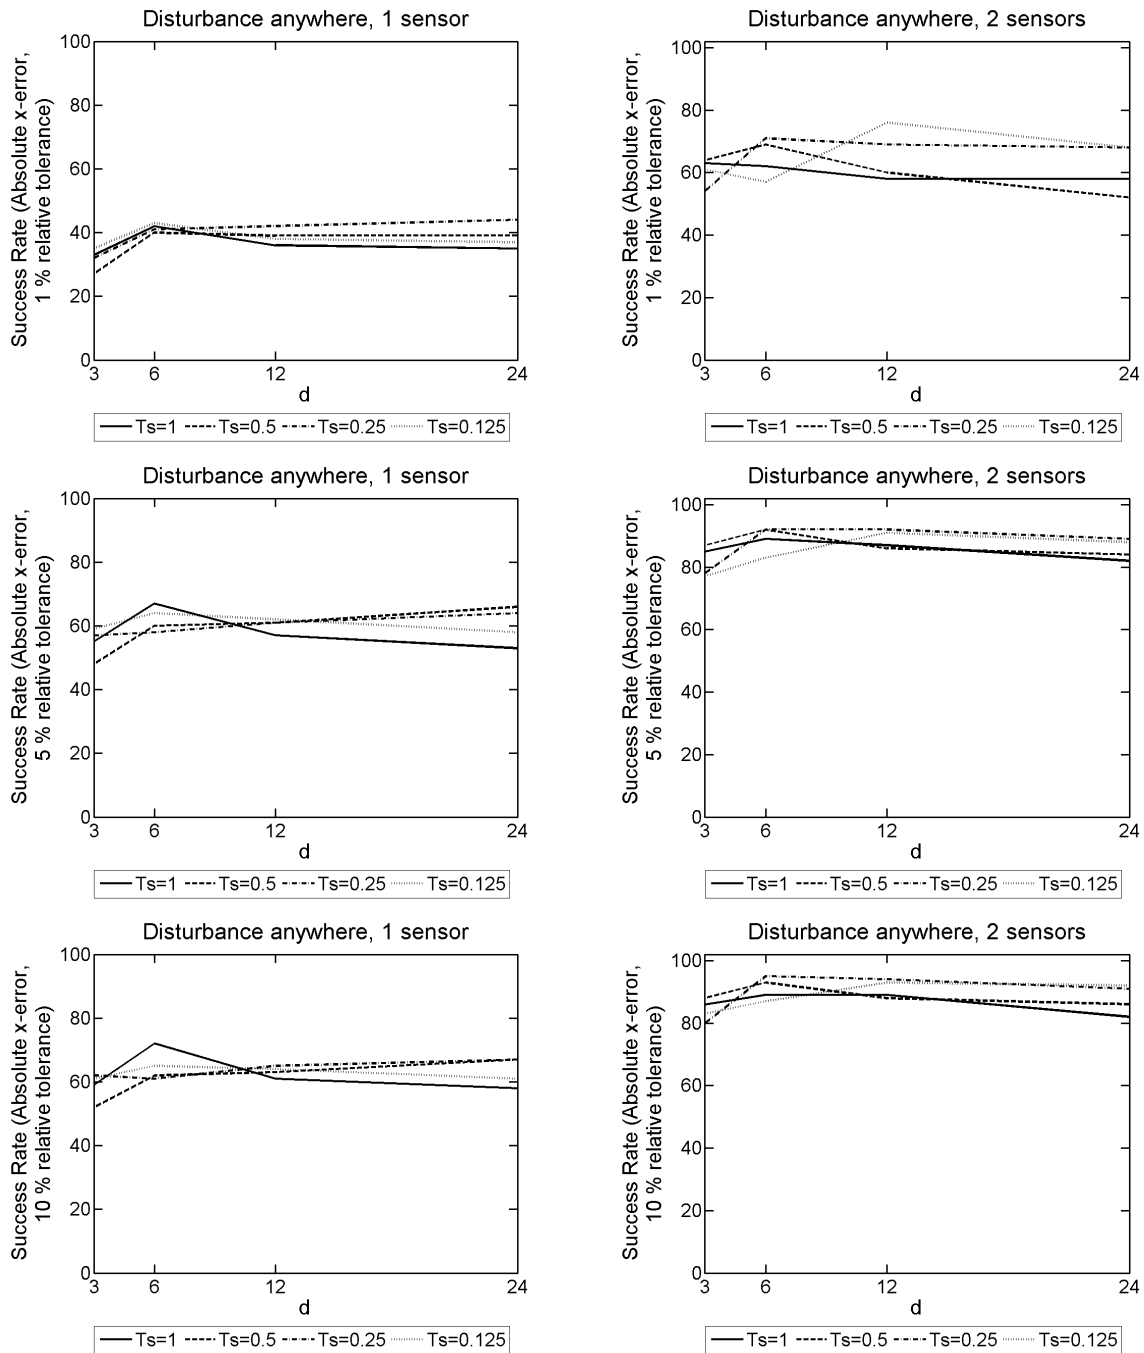 Disturbance anywhere, 1 sensor
Success Rate (Absolute x-error,
1 % relative tolerance)
100
80
60
40
20
0
3 6 12 24
d
Ts=1 Ts=0.5 Ts=0.25 Ts=0.125
Disturbance anywhere, 2 sensors
Success Rate (Absolute x-error,
1 % relative tolerance)
100
80
60
40
20
0
3 6 12 24
d
Ts=1 Ts=0.5 Ts=0.25 Ts=0.125
Disturbance anywhere, 1 sensor
Success Rate (Absolute x-error,
5 % relative tolerance)
100
80
60
40
20
0
3 6 12 24
d
Ts=1 Ts=0.5 Ts=0.25 Ts=0.125
Disturbance anywhere, 2 sensors
Success Rate (Absolute x-error,
5 % relative tolerance)
100
80
60
40
20
0
3 6 12 24
d
Ts=1 Ts=0.5 Ts=0.25 Ts=0.125
Disturbance anywhere, 1 sensor
Success Rate (Absolute x-error,
10 % relative tolerance)
100
80
60
40
20
0
3 6 12 24
d
Ts=1 Ts=0.5 Ts=0.25 Ts=0.125
Disturbance anywhere, 2 sensors
Success Rate (Absolute x-error,
10 % relative tolerance)
100
80
60
40
20
0
3 6 12 24
d
Ts=1 Ts=0.5 Ts=0.25 Ts=0.125